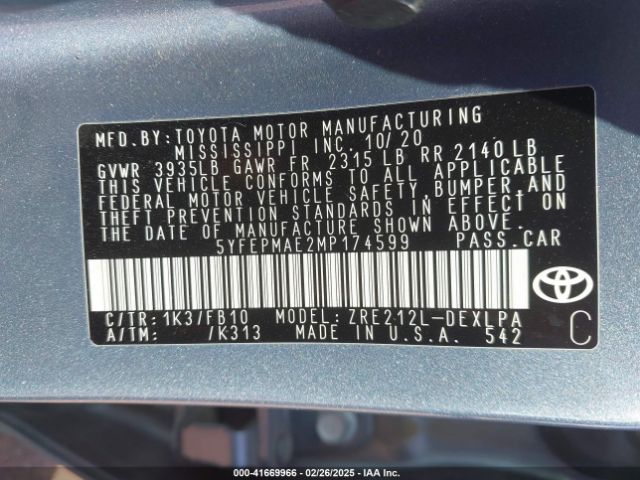 MFD.BY:TOYOTA MOTOR MANUFACTURING
MISSISSIPPI INC. 10/20
GVWR 3935LB GAWR FR 2315 LB RR 2140 LB
THIS VEHICLE CONFORMS TO ALL APPLICABLE
FEDERAL MOTOR VEHICLE SAFETY, BUMPER, AND
THEFT PREVENTION STANDARDS IN EFFECT ON
THE DATE OF MANUFACTURE SHOWN ABOVE.
5YFEPMAE2MP174599 PASS.CAR
C/TR:1K3/FB10 MODEL:ZRE212L-DEXLPA
A/TM: /K313 MADE IN U.S.A. 542
C
000-41669966 - 02/26/2025 - IAA Inc.